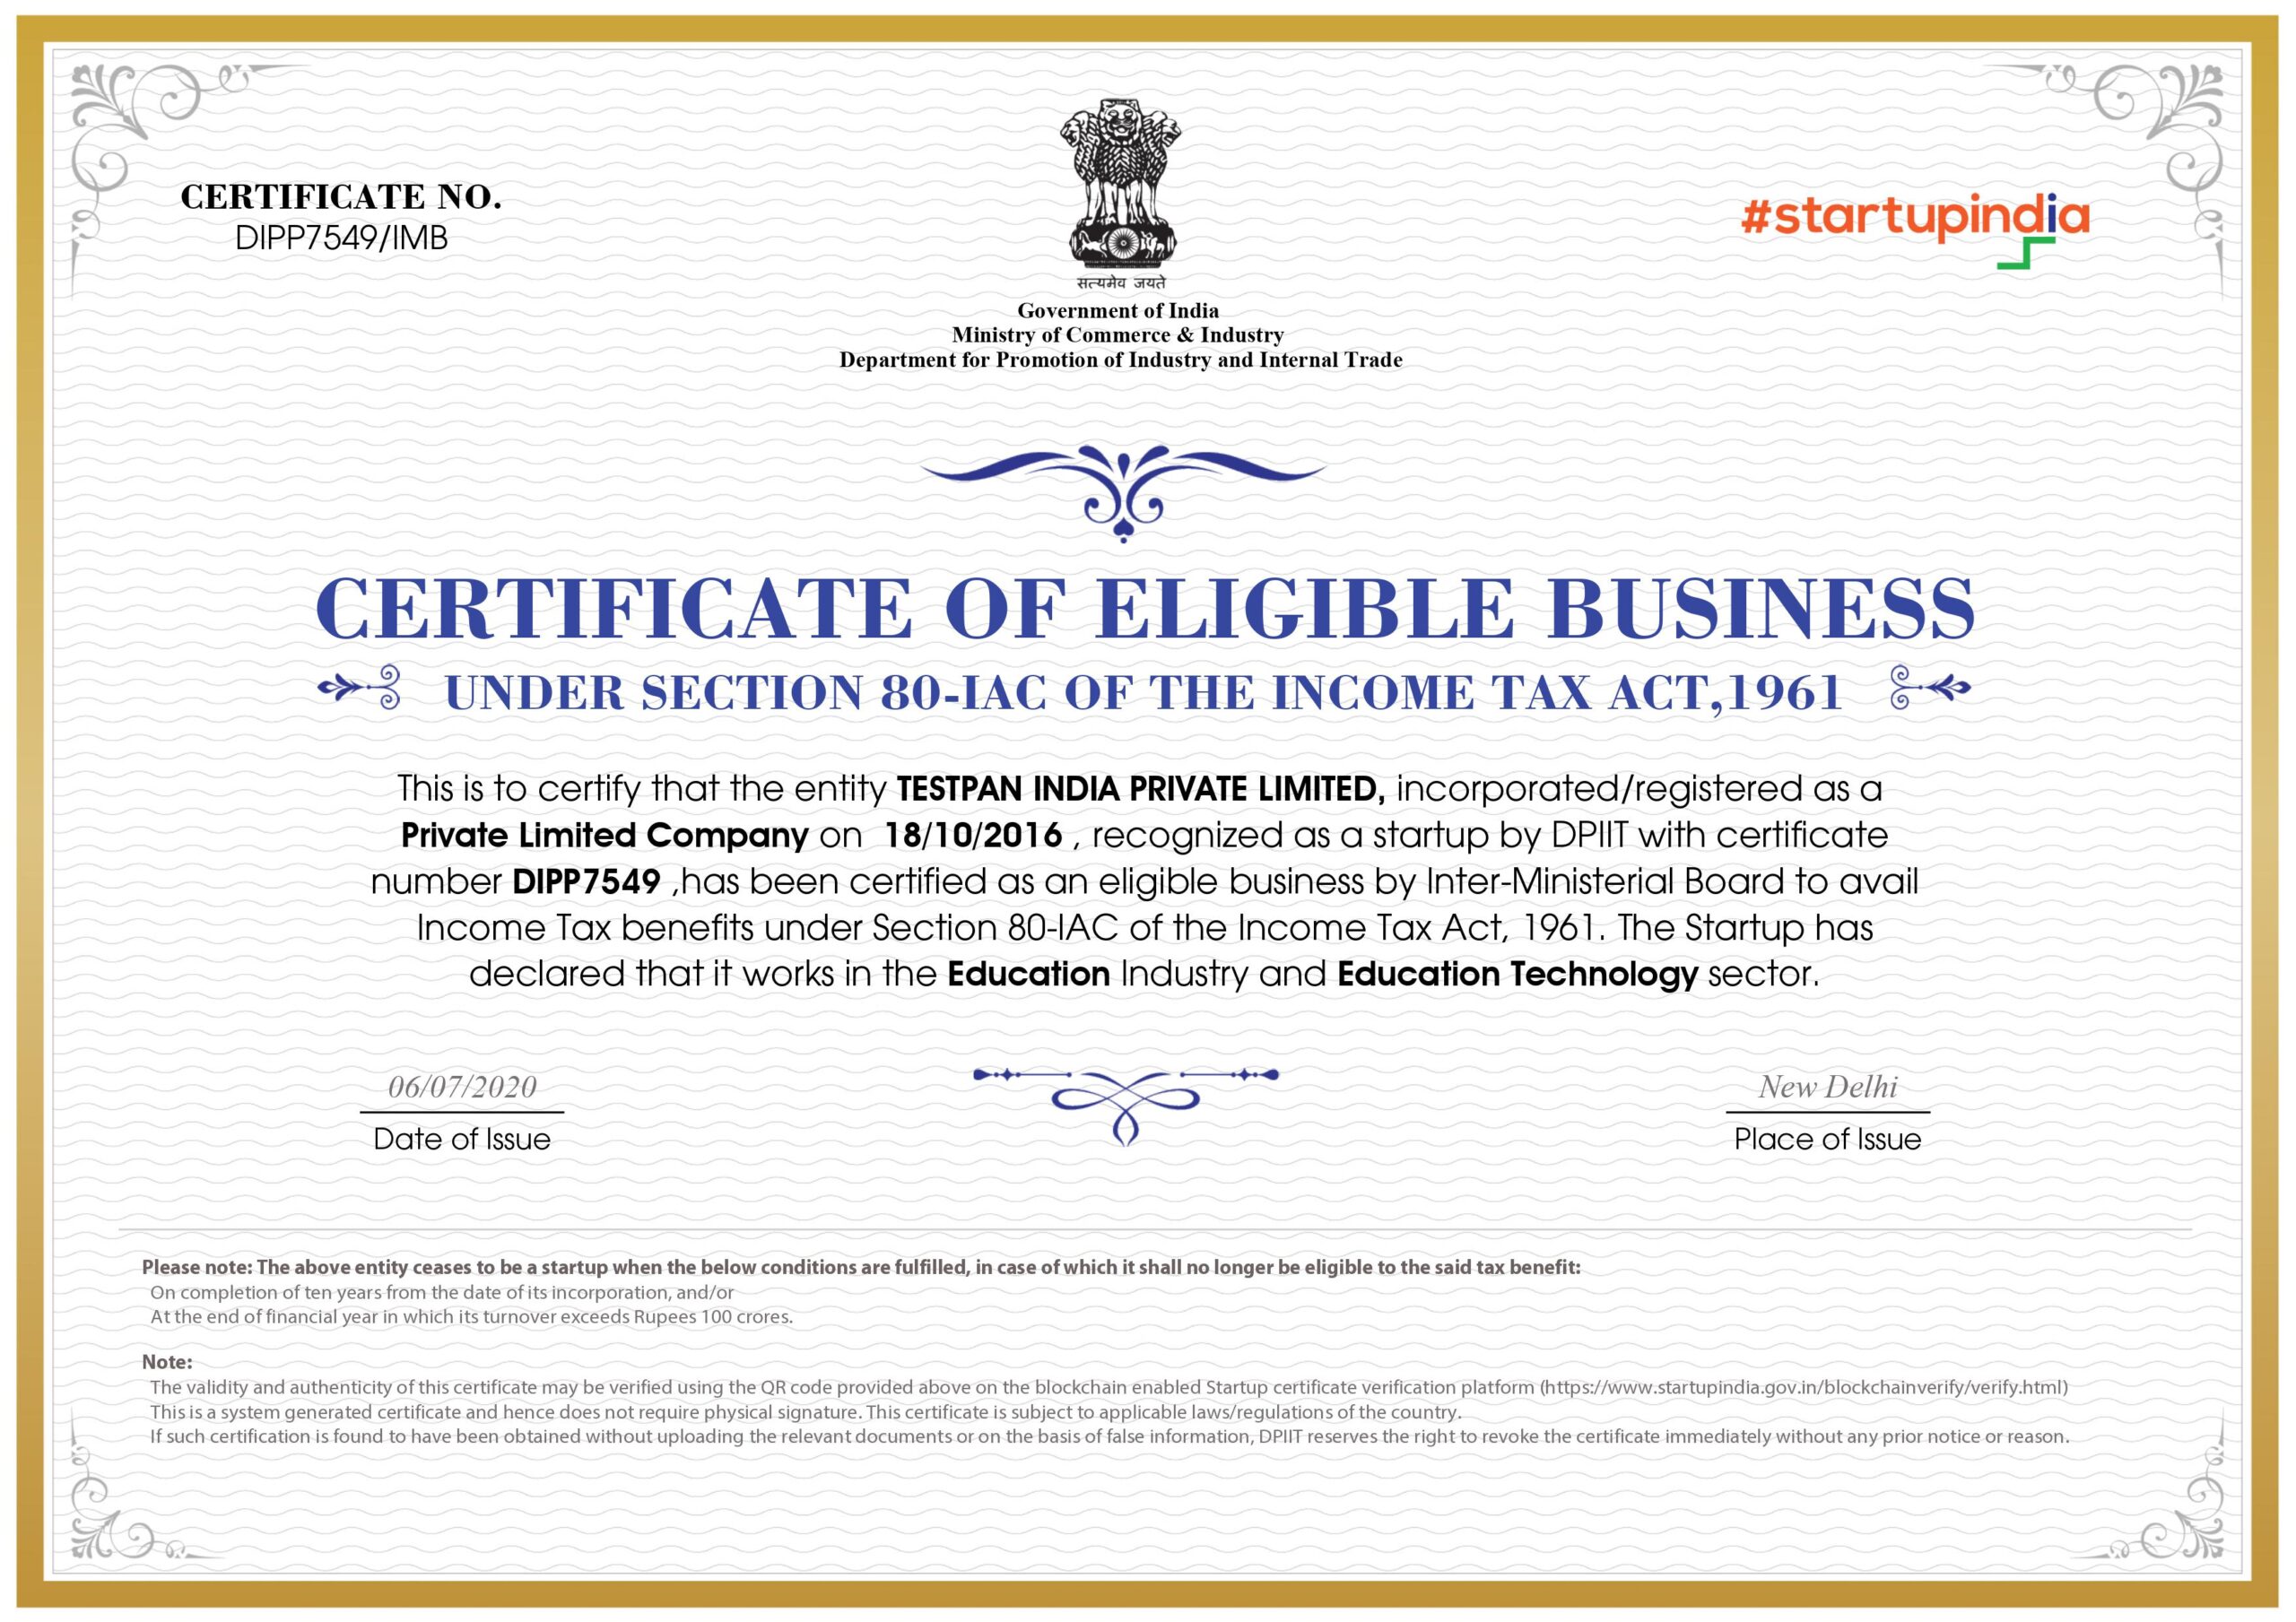 CERTIFICATE NO.
DIPP7549/IMB
सत्यमेव जयते
#startupindia
Government of India
Ministry of Commerce & Industry
Department for Promotion of Industry and Internal Trade
CERTIFICATE OF ELIGIBLE BUSINESS
UNDER SECTION 80-IAC OF THE INCOME TAX ACT,1961
This is to certify that the entity TESTPAN INDIA PRIVATE LIMITED, incorporated/registered as a
Private Limited Company on 18/10/2016 , recognized as a startup by DPIIT with certificate
number DIPP7549 ,has been certified as an eligible business by Inter-Ministerial Board to avail
Income Tax benefits under Section 80-IAC of the Income Tax Act, 1961. The Startup has
declared that it works in the Education Industry and Education Technology sector.
06/07/2020
Date of Issue
New Delhi
Place of Issue
Please note: The above entity ceases to be a startup when the below conditions are fulfilled, in case of which it shall no longer be eligible to the said tax benefit:
On completion of ten years from the date of its incorporation, and/or
At the end of financial year in which its turnover exceeds Rupees 100 crores.
Note:
The validity and authenticity of this certificate may be verified using the QR code provided above on the blockchain enabled Startup certificate verification platform (https://www.startupindia.gov.in/blockchainverify/verify.html)
This is a system generated certificate and hence does not require physical signature. This certificate is subject to applicable laws/regulations of the country.
If such certification is found to have been obtained without uploading the relevant documents or on the basis of false information, DPIIT reserves the right to revoke the certificate immediately without any prior notice or reason.